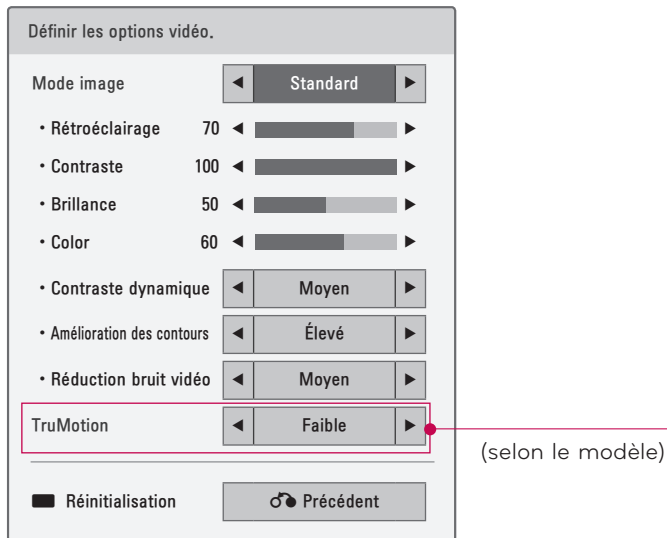 Définir les options vidéo.
Mode image Standard
• Rétroéclairage 70
• Contraste 100
• Brillance 50
• Color 60
• Contraste dynamique Moyen
• Amélioration des contours Élevé
• Réduction bruit vidéo Moyen
TruMotion Faible
(selon le modèle)
Réinitialisation Précédent